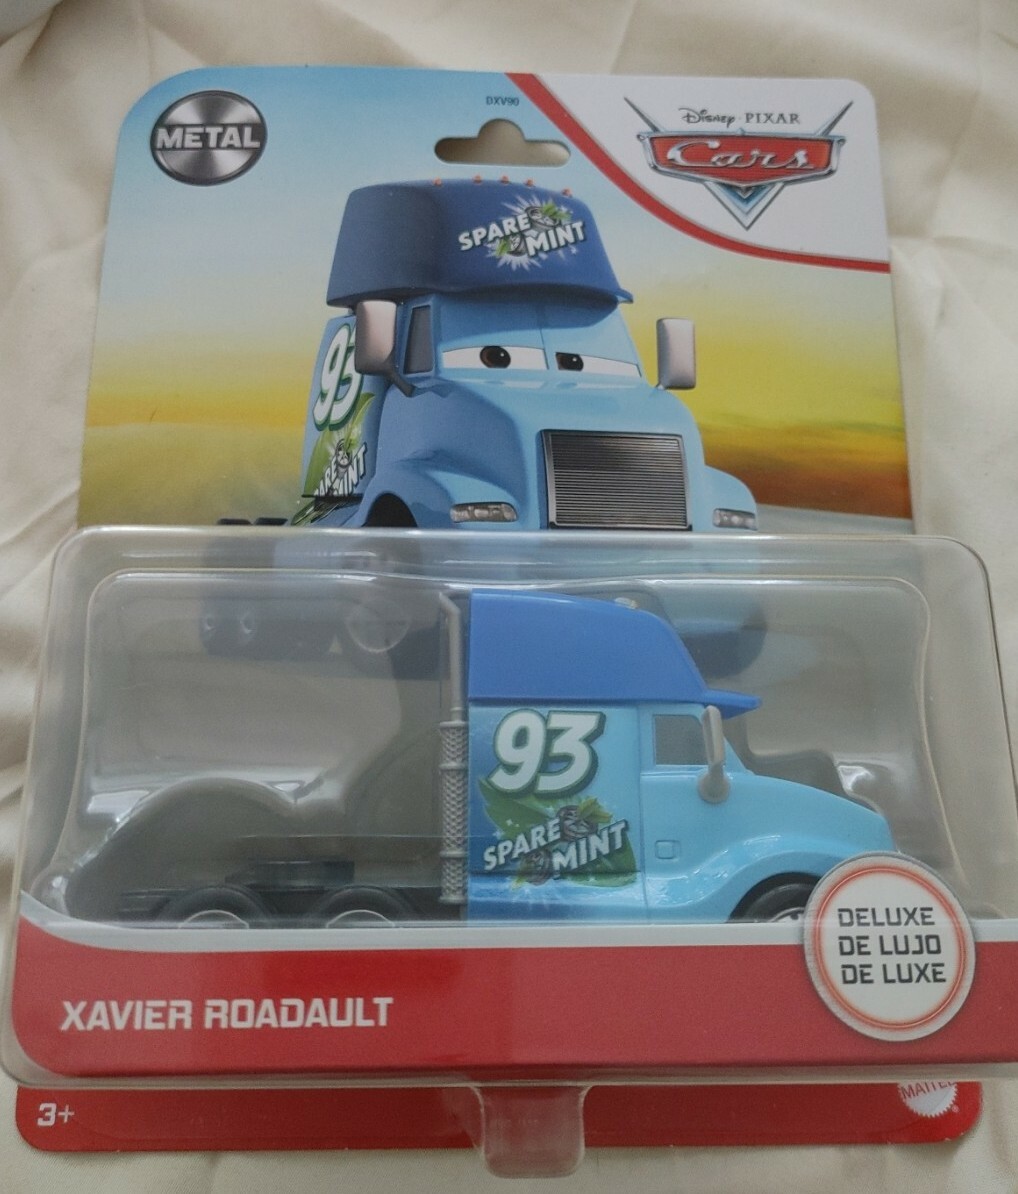 DXV90
METAL
Disney · PIXAR
Cars
SPARE
MINT
93
ARE
MINT
93
SPARE
MINT
DELUXE
DE LUJO
DE LUXE
XAVIER ROADAULT
3+
MATTEL